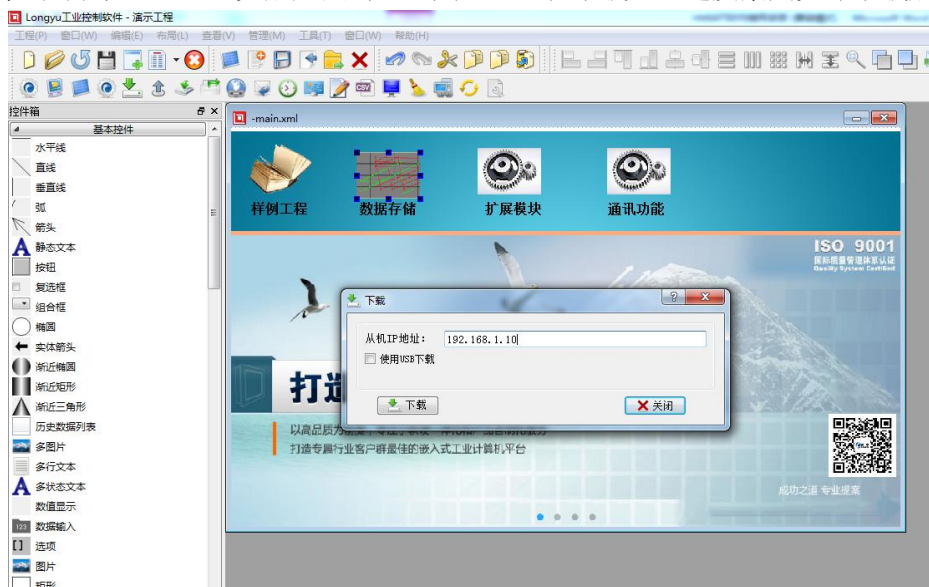 Longyu工业控制软件 - 演示工程
工程(P) 窗口(W) 编辑(E) 布局(L) 查看(V) 管理(M) 工具(T) 窗口(W) 帮助(H)
控件箱
基本控件
水平线
直线
垂直线
弧
箭头
静态文本
按钮
复选框
组合框
椭圆
实体箭头
渐近椭圆
渐近矩形
渐近三角形
历史数据列表
多图片
多行文本
多状态文本
数值显示
数据输入
选项
图片
矩形
-main.xml
样例工程 数据存储 扩展模块 通讯功能
ISO 9001
国际质量管理体系认证
Quality System Certified
下载
从机IP地址: 192.168.1.10
使用USB下载
下载 关闭
打造
以高品质
打造专属行业客户群最佳的嵌入式工业计算机平台
成功之道 专业提案